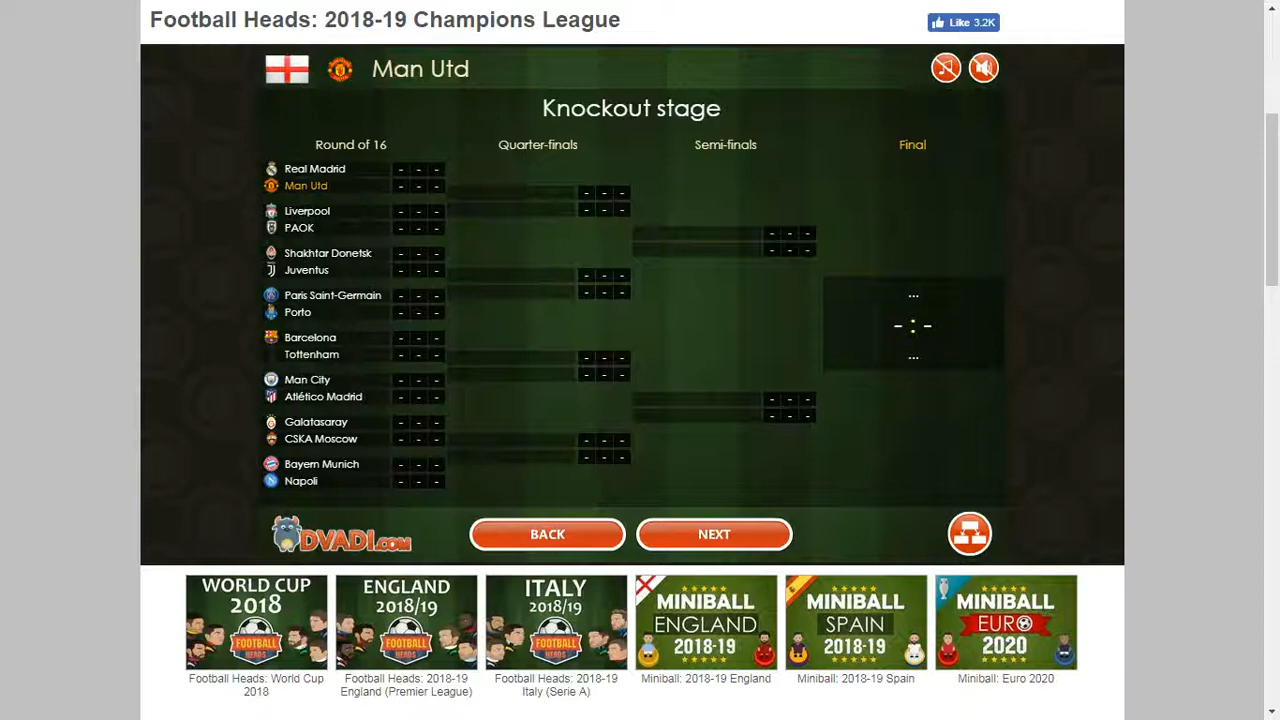 Football Heads: 2018-19 Champions League
Like 3.2K
Man Utd
Knockout stage
Round of 16
Quarter-finals
Semi-finals
Final
Real Madrid - - -
Man Utd - - -
- - -
- - -
Liverpool - - -
PAOK - - -
- - -
- - -
Shakhtar Donetsk - - -
Juventus - - -
- - -
- - -
Paris Saint-Germain - - -
Porto - - -
...
- : -
...
Barcelona - - -
Tottenham - - -
- - -
- - -
Man City - - -
Atlético Madrid - - -
- - -
- - -
Galatasaray - - -
CSKA Moscow - - -
- - -
- - -
Bayern Munich - - -
Napoli - - -
DVADI.COM
BACK
NEXT
WORLD CUP
2018
FOOTBALL
HEADS
ENGLAND
2018/19
FOOTBALL
HEADS
ITALY
2018/19
FOOTBALL
HEADS
MINIBALL
ENGLAND
2018-19
MINIBALL
SPAIN
2018-19
MINIBALL
EURO
2020
Football Heads: World Cup
2018
Football Heads: 2018-19
England (Premier League)
Football Heads: 2018-19
Italy (Serie A)
Miniball: 2018-19 England
Miniball: 2018-19 Spain
Miniball: Euro 2020